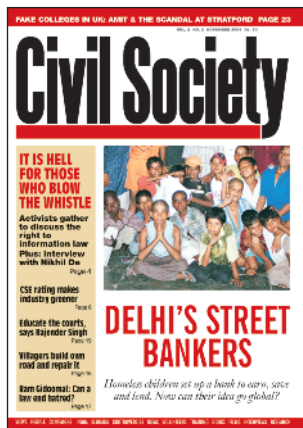 FAKE COLLEGES IN UK: AMIT & THE SCANDAL AT STRATFORD PAGE 23
Civil Society
IT IS HELL
FOR THOSE
WHO BLOW
THE WHISTLE
Activists gather
to discuss the
right to
information law
Plus: Interview
with Nikhil De
Page 4
CSE rating makes
industry greener
Page 6
Educate the courts,
says Rajender Singh
Villagers build own
road and repair it
Ram Gidoomal: Can a
law end hatred?
DELHI'S STREET
BANKERS
Homeless children set up a bank to earn, save
and lend. Now can their idea go global?